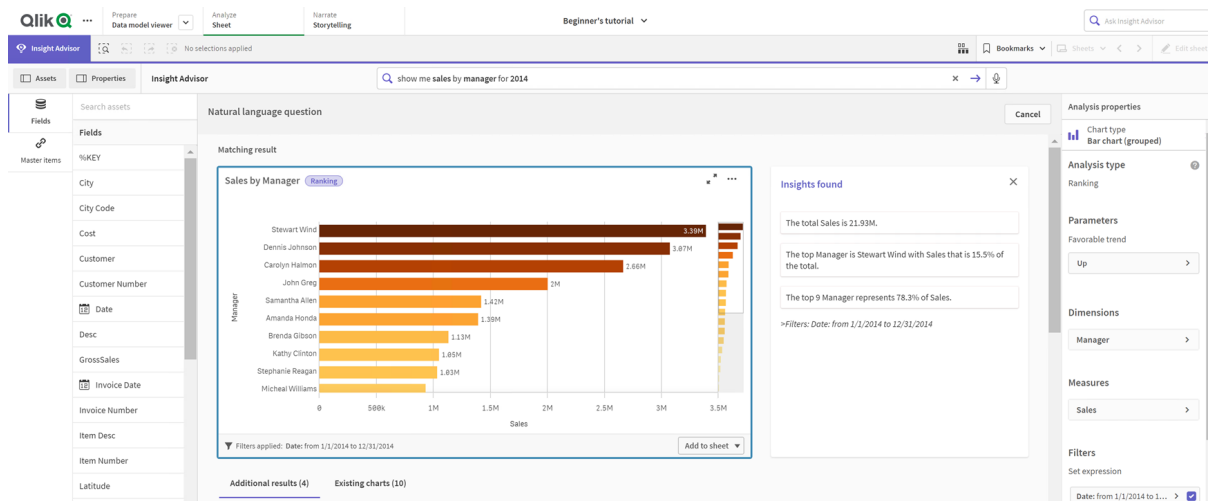 Qlik
Prepare
Data model viewer
Analyze
Sheet
Narrate
Storytelling
Beginner's tutorial
Ask Insight Advisor
Insight Advisor
No selections applied
Bookmarks
Sheets
Edit sheet
Assets
Properties
Insight Advisor
show me sales by manager for 2014
Fields
Master items
Search assets
Fields
%KEY
City
City Code
Cost
Customer
Customer Number
Date
Desc
GrossSales
Invoice Date
Invoice Number
Item Desc
Item Number
Latitude
Natural language question
Cancel
Matching result
Sales by Manager
Ranking
Manager
Stewart Wind
3.39M
Dennis Johnson
3.07M
Carolyn Halmon
2.66M
John Greg
2M
Samantha Allen
1.42M
Amanda Honda
1.39M
Brenda Gibson
1.13M
Kathy Clinton
1.05M
Stephanie Reagan
1.03M
Micheal Williams
0 500k 1M 1.5M 2M 2.5M 3M 3.5M
Sales
Filters applied: Date: from 1/1/2014 to 12/31/2014
Add to sheet
Additional results (4)
Existing charts (10)
Insights found
The total Sales is 21.93M.
The top Manager is Stewart Wind with Sales that is 15.5% of
the total.
The top 9 Manager represents 78.3% of Sales.
>Filters: Date: from 1/1/2014 to 12/31/2014
Analysis properties
Chart type
Bar chart (grouped)
Analysis type
Ranking
Parameters
Favorable trend
Up
Dimensions
Manager
Measures
Sales
Filters
Set expression
Date: from 1/1/2014 to 1...